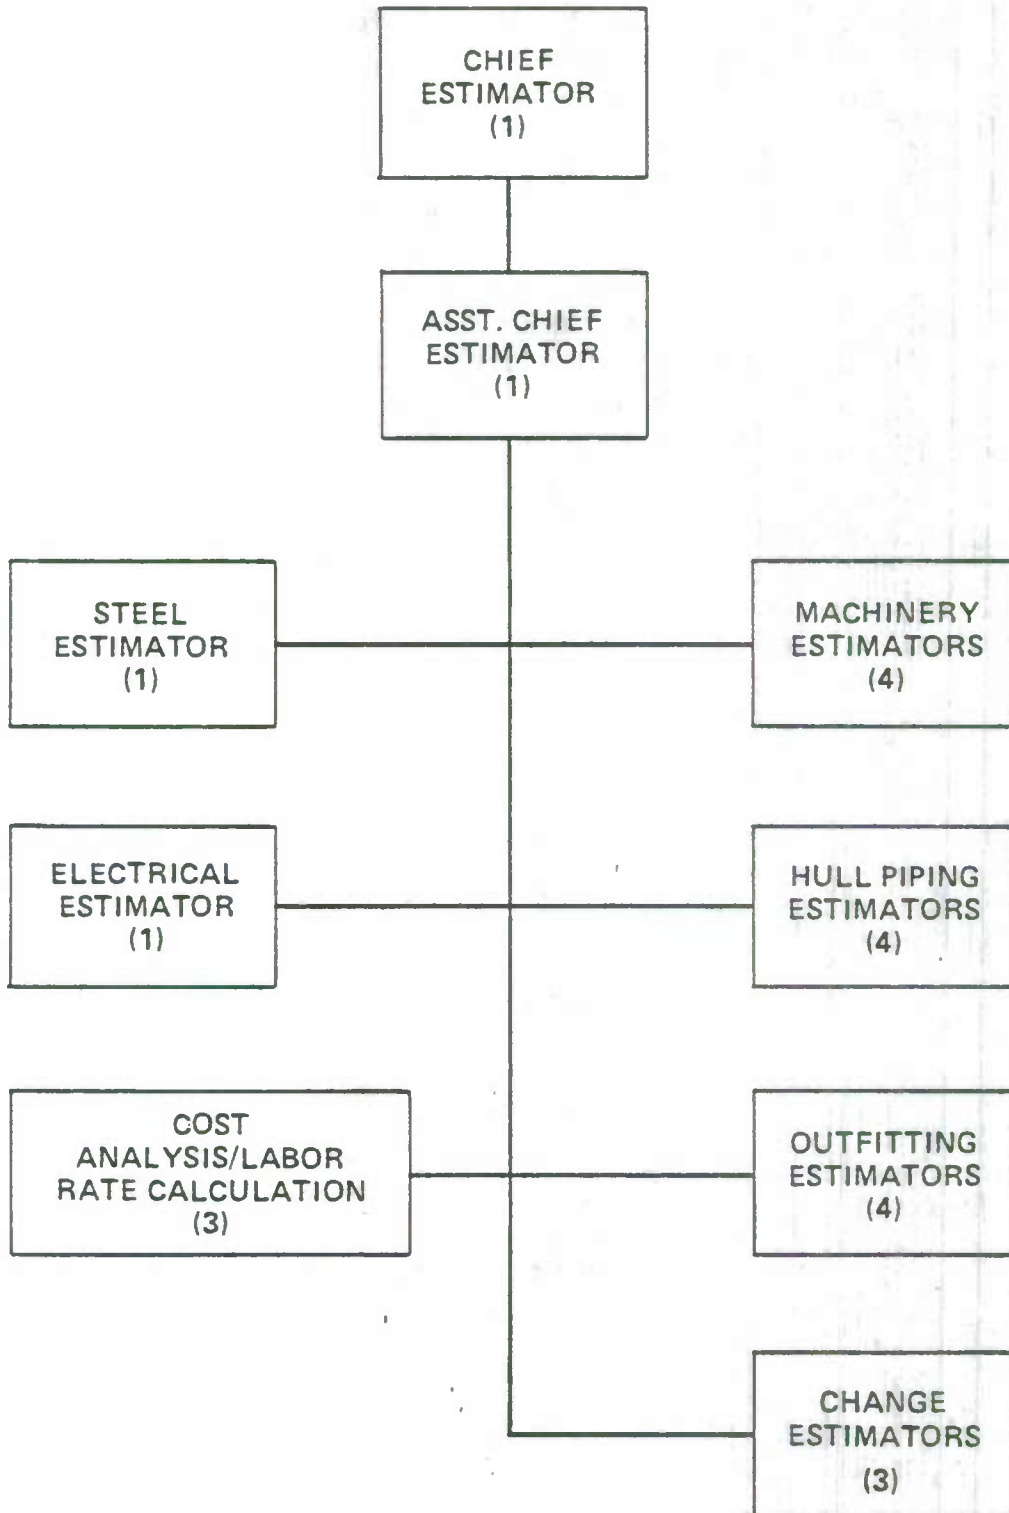 CHIEF
ESTIMATOR
(1)
ASST. CHIEF
ESTIMATOR
(1)
STEEL
ESTIMATOR
(1)
MACHINERY
ESTIMATORS
(4)
ELECTRICAL
ESTIMATOR
(1)
HULL PIPING
ESTIMATORS
(4)
COST
ANALYSIS/LABOR
RATE CALCULATION
(3)
OUTFITTING
ESTIMATORS
(4)
CHANGE
ESTIMATORS
(3)